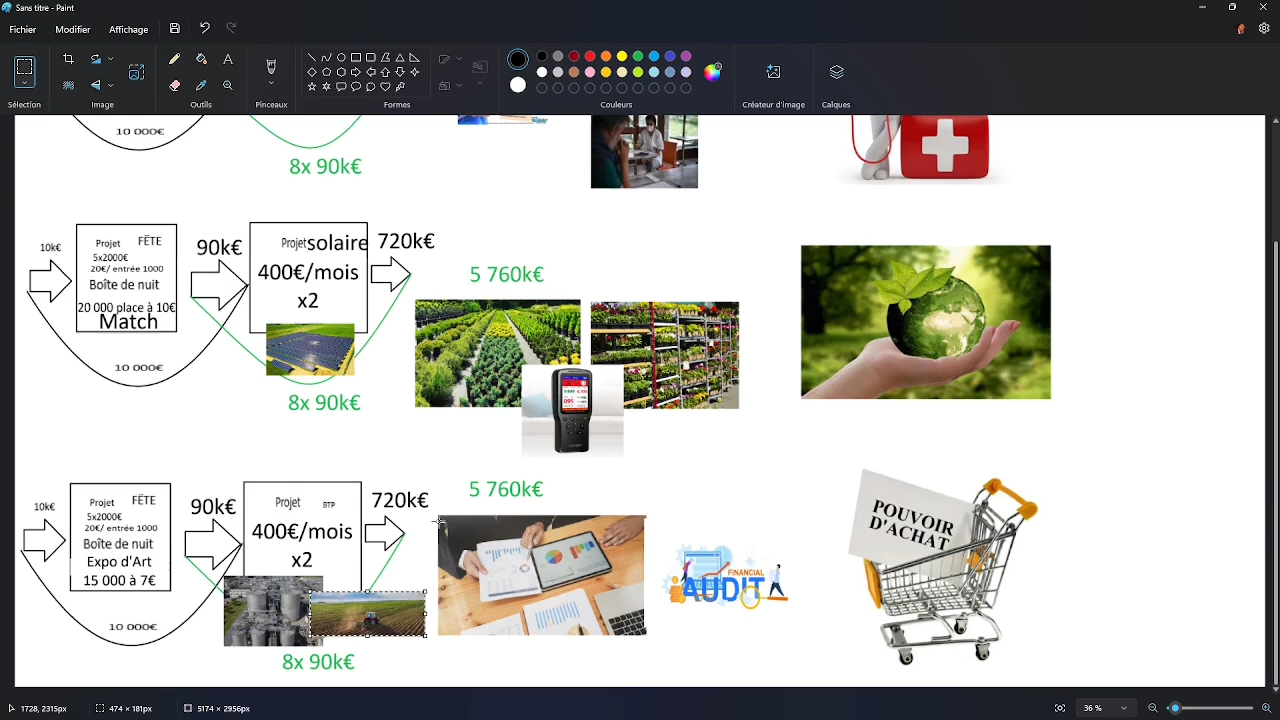 Sans titre - Paint
Fichier Modifier Affichage
A
Sélection Image Outils Pinceaux Formes Couleurs Créateur d'image Calques
10 000€
8x 90k€
10k€
Projet FËTE
5x2000€
20€/ entrée 1000
Boîte de nuit
20 000 place à 10€
Match
90k€
Projet solaire
400€/mois
x2
720k€
5 760k€
10 000€
8x 90k€
10k€
Projet FËTE
5x2000€
20€/ entrée 1000
Boîte de nuit
Expo d'Art
15 000 à 7€
90k€
Projet BTP
400€/mois
x2
720k€
5 760k€
FINANCIAL
AUDIT
POUVOIR
D'ACHAT
10 000€
8x 90k€
1728, 2315px 474 × 181px 5174 × 2956px 36 %